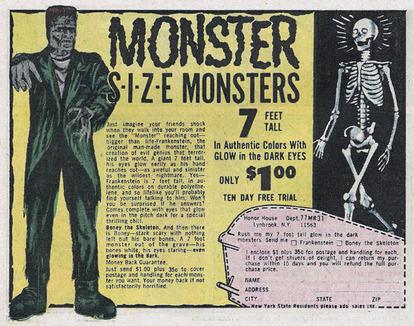 MONSTER
S-I-Z-E MONSTERS
7 FEET
TALL
In Authentic Colors With
GLOW in the DARK EYES
ONLY $1.00
TEN DAY FREE TRIAL
Just imagine your friends shock
when they walk into your room and
see the "Monster" reaching out—
bigger than life-Frankenstein, the
original man-made monster, that
creation of evil genius that terror-
ized the world. A giant 7 feet tall,
his eyes glow eerily as his hand
reaches out—as awful and sinister
as the wildest nightmare. Yes—
Frankenstein is 7 feet tall, in au-
thentic colors on durable polyethy-
lene, and so lifelike you'll probably
find yourself talking to him. Won't
you be surprised if he answers?
Comes complete with eyes that glow
even in the pitch dark for a special
thrilling chill.
Boney the Skeleton. And then there
is Boney—stark scary with nothing
left out but his bare bones. A 7 foot
monster out of the grave—his
bones white, his eyes staring—even
glowing in the dark.
Money Back Guarantee.
Just send $1.00 plus 35¢ to cover
postage and handling for each mons-
ter you want. Your money back if not
satisfactorily horrified.
Honor House Dept. 77MR31
Lynbrook, N.Y. 11563
Rush me my 7 feet tall glow in the dark
monsters. Send me Frankenstein Boney the Skeleton
I enclose $1 plus 35¢ for postage and handling for each.
If I don't get shivers of delight, I can return my pur-
chase within 10 days and you will refund the full pur-
chase price.
NAME
ADDRESS
CITY STATE ZIP
New York State Residents please add sales tax.